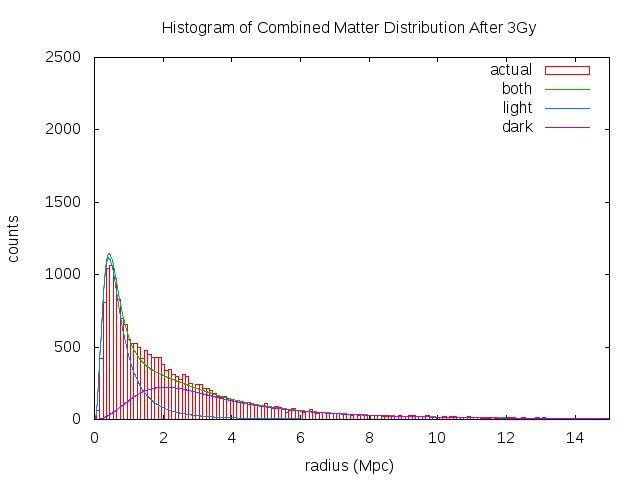 Histogram of Combined Matter Distribution After 3Gy
2500
2000
1500
1000
500
0
counts
actual
both
light
dark
0 2 4 6 8 10 12 14
radius (Mpc)